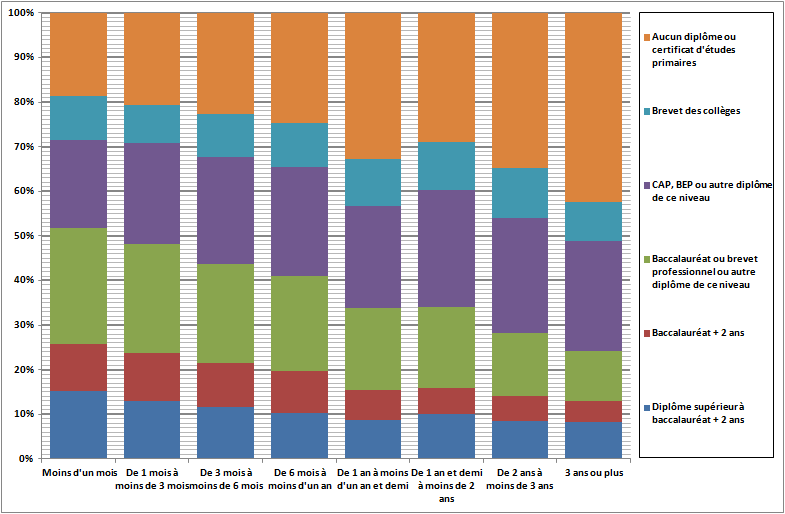 100%
90%
80%
70%
60%
50%
40%
30%
20%
10%
0%
Moins d'un mois
De 1 mois à
moins de 3 mois
De 3 mois à
moins de 6 mois
De 6 mois à
moins d'un an
De 1 an à moins
d'un an et demi
De 1 an et demi
à moins de 2
ans
De 2 ans à
moins de 3 ans
3 ans ou plus
Aucun diplôme ou
certificat d'études
primaires
Brevet des collèges
CAP, BEP ou autre diplôme
de ce niveau
Baccalauréat ou brevet
professionnel ou autre
diplôme de ce niveau
Baccalauréat + 2 ans
Diplôme supérieur à
baccalauréat + 2 ans